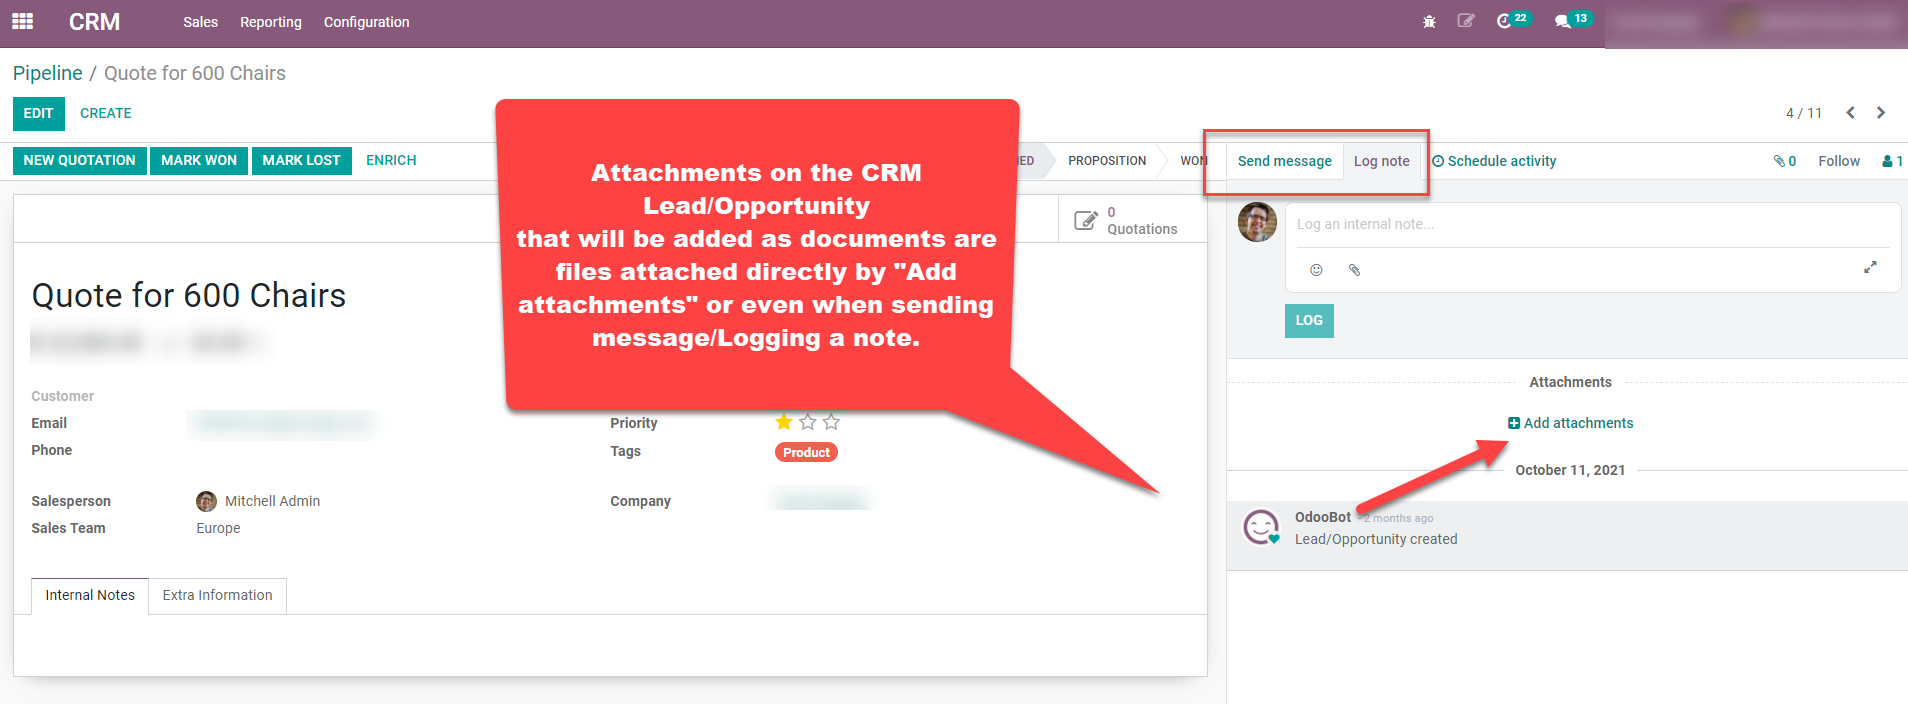 CRM
Sales
Reporting
Configuration
22
13
Pipeline / Quote for 600 Chairs
EDIT
CREATE
4 / 11
NEW QUOTATION
MARK WON
MARK LOST
ENRICH
PROPOSITION
WON
Send message
Log note
Schedule activity
0
Follow
1
Attachments on the CRM
Lead/Opportunity
that will be added as documents are
files attached directly by "Add
attachments" or even when sending
message/Logging a note.
0
Quotations
Log an internal note...
LOG
Quote for 600 Chairs
Customer
Email
Phone
Priority
Tags
Product
Salesperson
Mitchell Admin
Sales Team
Europe
Company
Internal Notes
Extra Information
Attachments
Add attachments
October 11, 2021
OdooBot
2 months ago
Lead/Opportunity created